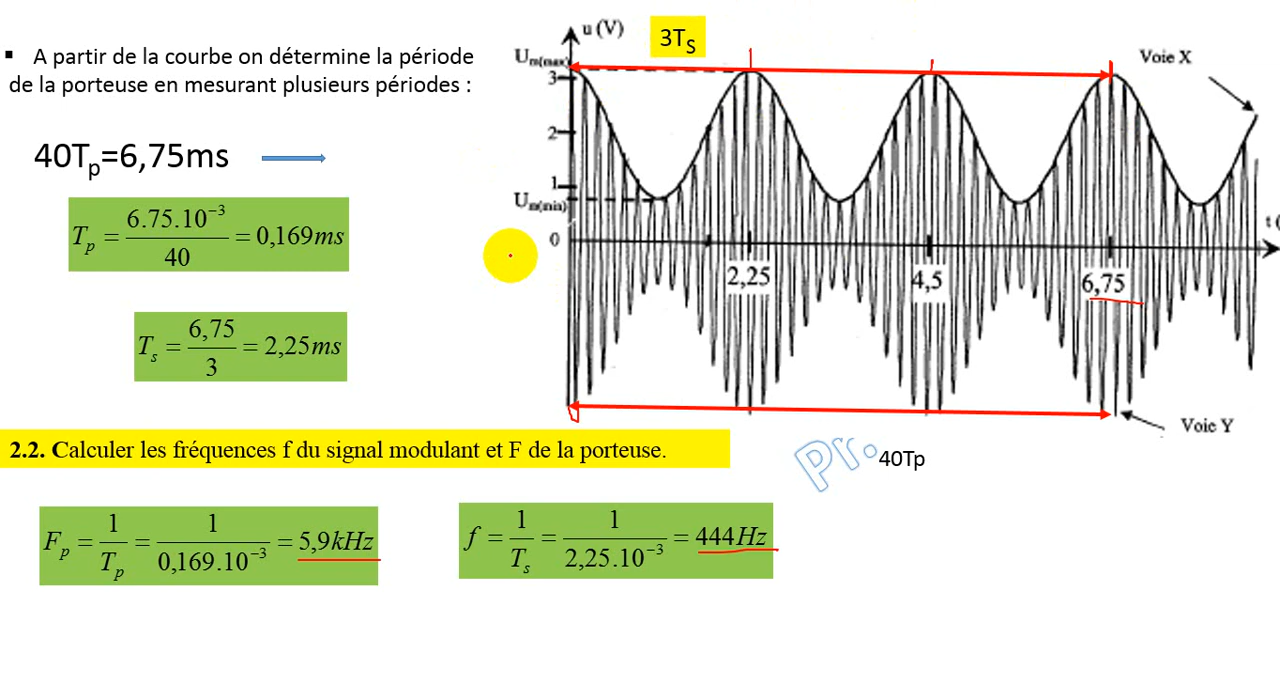 ▪ A partir de la courbe on détermine la période
de la porteuse en mesurant plusieurs périodes :
40Tp=6,75ms
Tp = 6.75.10⁻³ / 40 = 0,169ms
Ts = 6,75 / 3 = 2,25ms
u (V)
3Ts
Um(max)
3
2
1
Um(min)
0
2,25
4,5
6,75
t(
Voie X
Voie Y
2.2. Calculer les fréquences f du signal modulant et F de la porteuse.
Pr.
40Tp
Fp = 1 / Tp = 1 / 0,169.10⁻³ = 5,9kHz
f = 1 / Ts = 1 / 2,25.10⁻³ = 444Hz